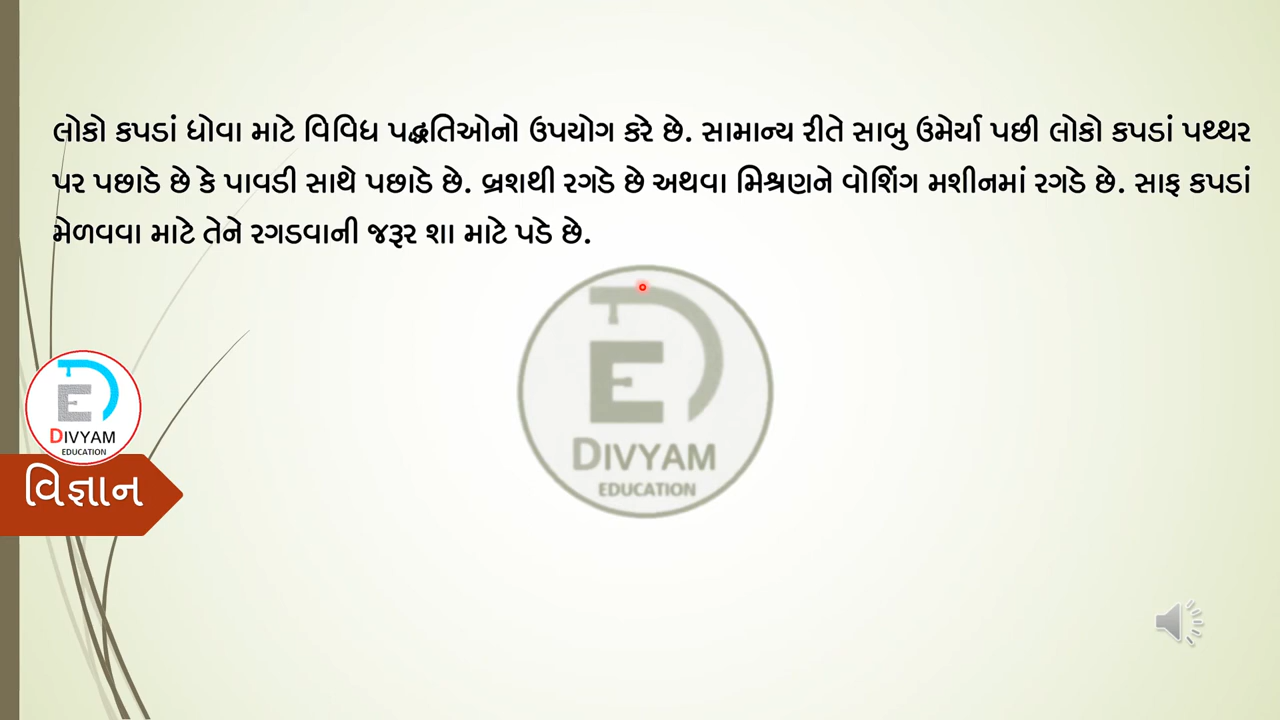 લોકો કપડાં ધોવા માટે વિવિધ પદ્ધતિઓનો ઉપયોગ કરે છે. સામાન્ય રીતે સાબુ ઉમેર્યા પછી લોકો કપડાં પથ્થર
પર પછાડે છે કે પાવડી સાથે પછાડે છે. બ્રશથી રગડે છે અથવા મિશ્રણને વોશિંગ મશીનમાં રગડે છે. સાફ કપડાં
મેળવવા માટે તેને રગડવાની જરૂર શા માટે પડે છે.
E D
DIVYAM
EDUCATION
E D
DIVYAM
EDUCATION
વિજ્ઞાન